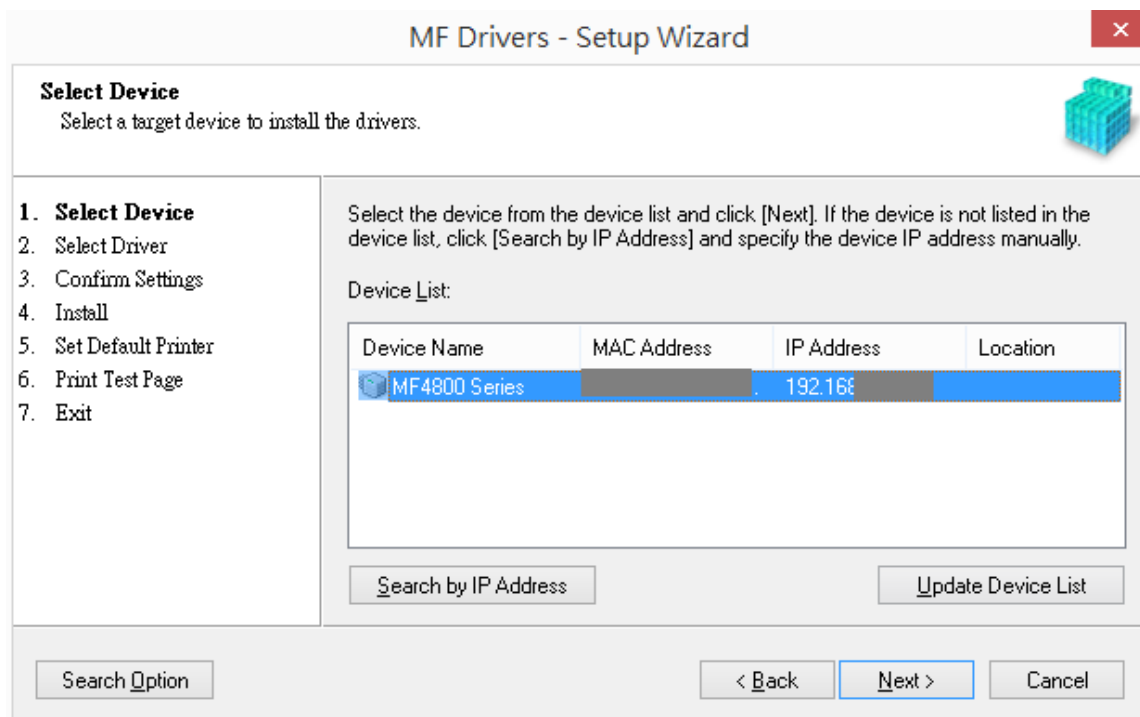 MF Drivers - Setup Wizard
Select Device
Select a target device to install the drivers.
1. Select Device
2. Select Driver
3. Confirm Settings
4. Install
5. Set Default Printer
6. Print Test Page
7. Exit
Select the device from the device list and click [Next]. If the device is not listed in the
device list, click [Search by IP Address] and specify the device IP address manually.
Device List:
Device Name MAC Address IP Address Location
MF4800 Series . 192.168
Search by IP Address Update Device List
Search Option < Back Next > Cancel